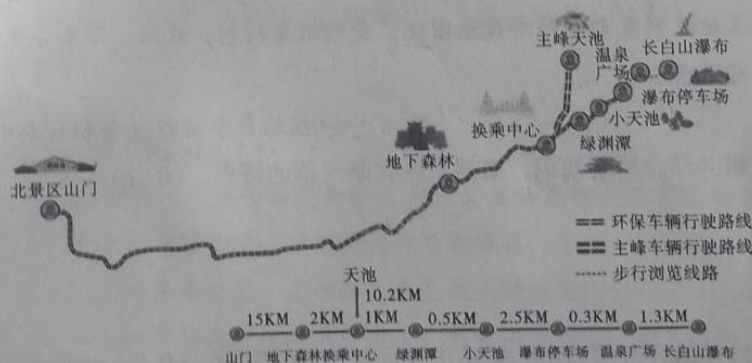 主峰天池
温泉
广场
长白山瀑布
瀑布停车场
小天池
换乘中心
绿渊潭
地下森林
北景区山门
环保车辆行驶路线
主峰车辆行驶路线
步行浏览线路
天池
10.2KM
15KM 2KM 1KM 0.5KM 2.5KM 0.3KM 1.3KM
山门 地下森林 换乘中心 绿渊潭 小天池 瀑布停车场 温泉广场 长白山瀑布